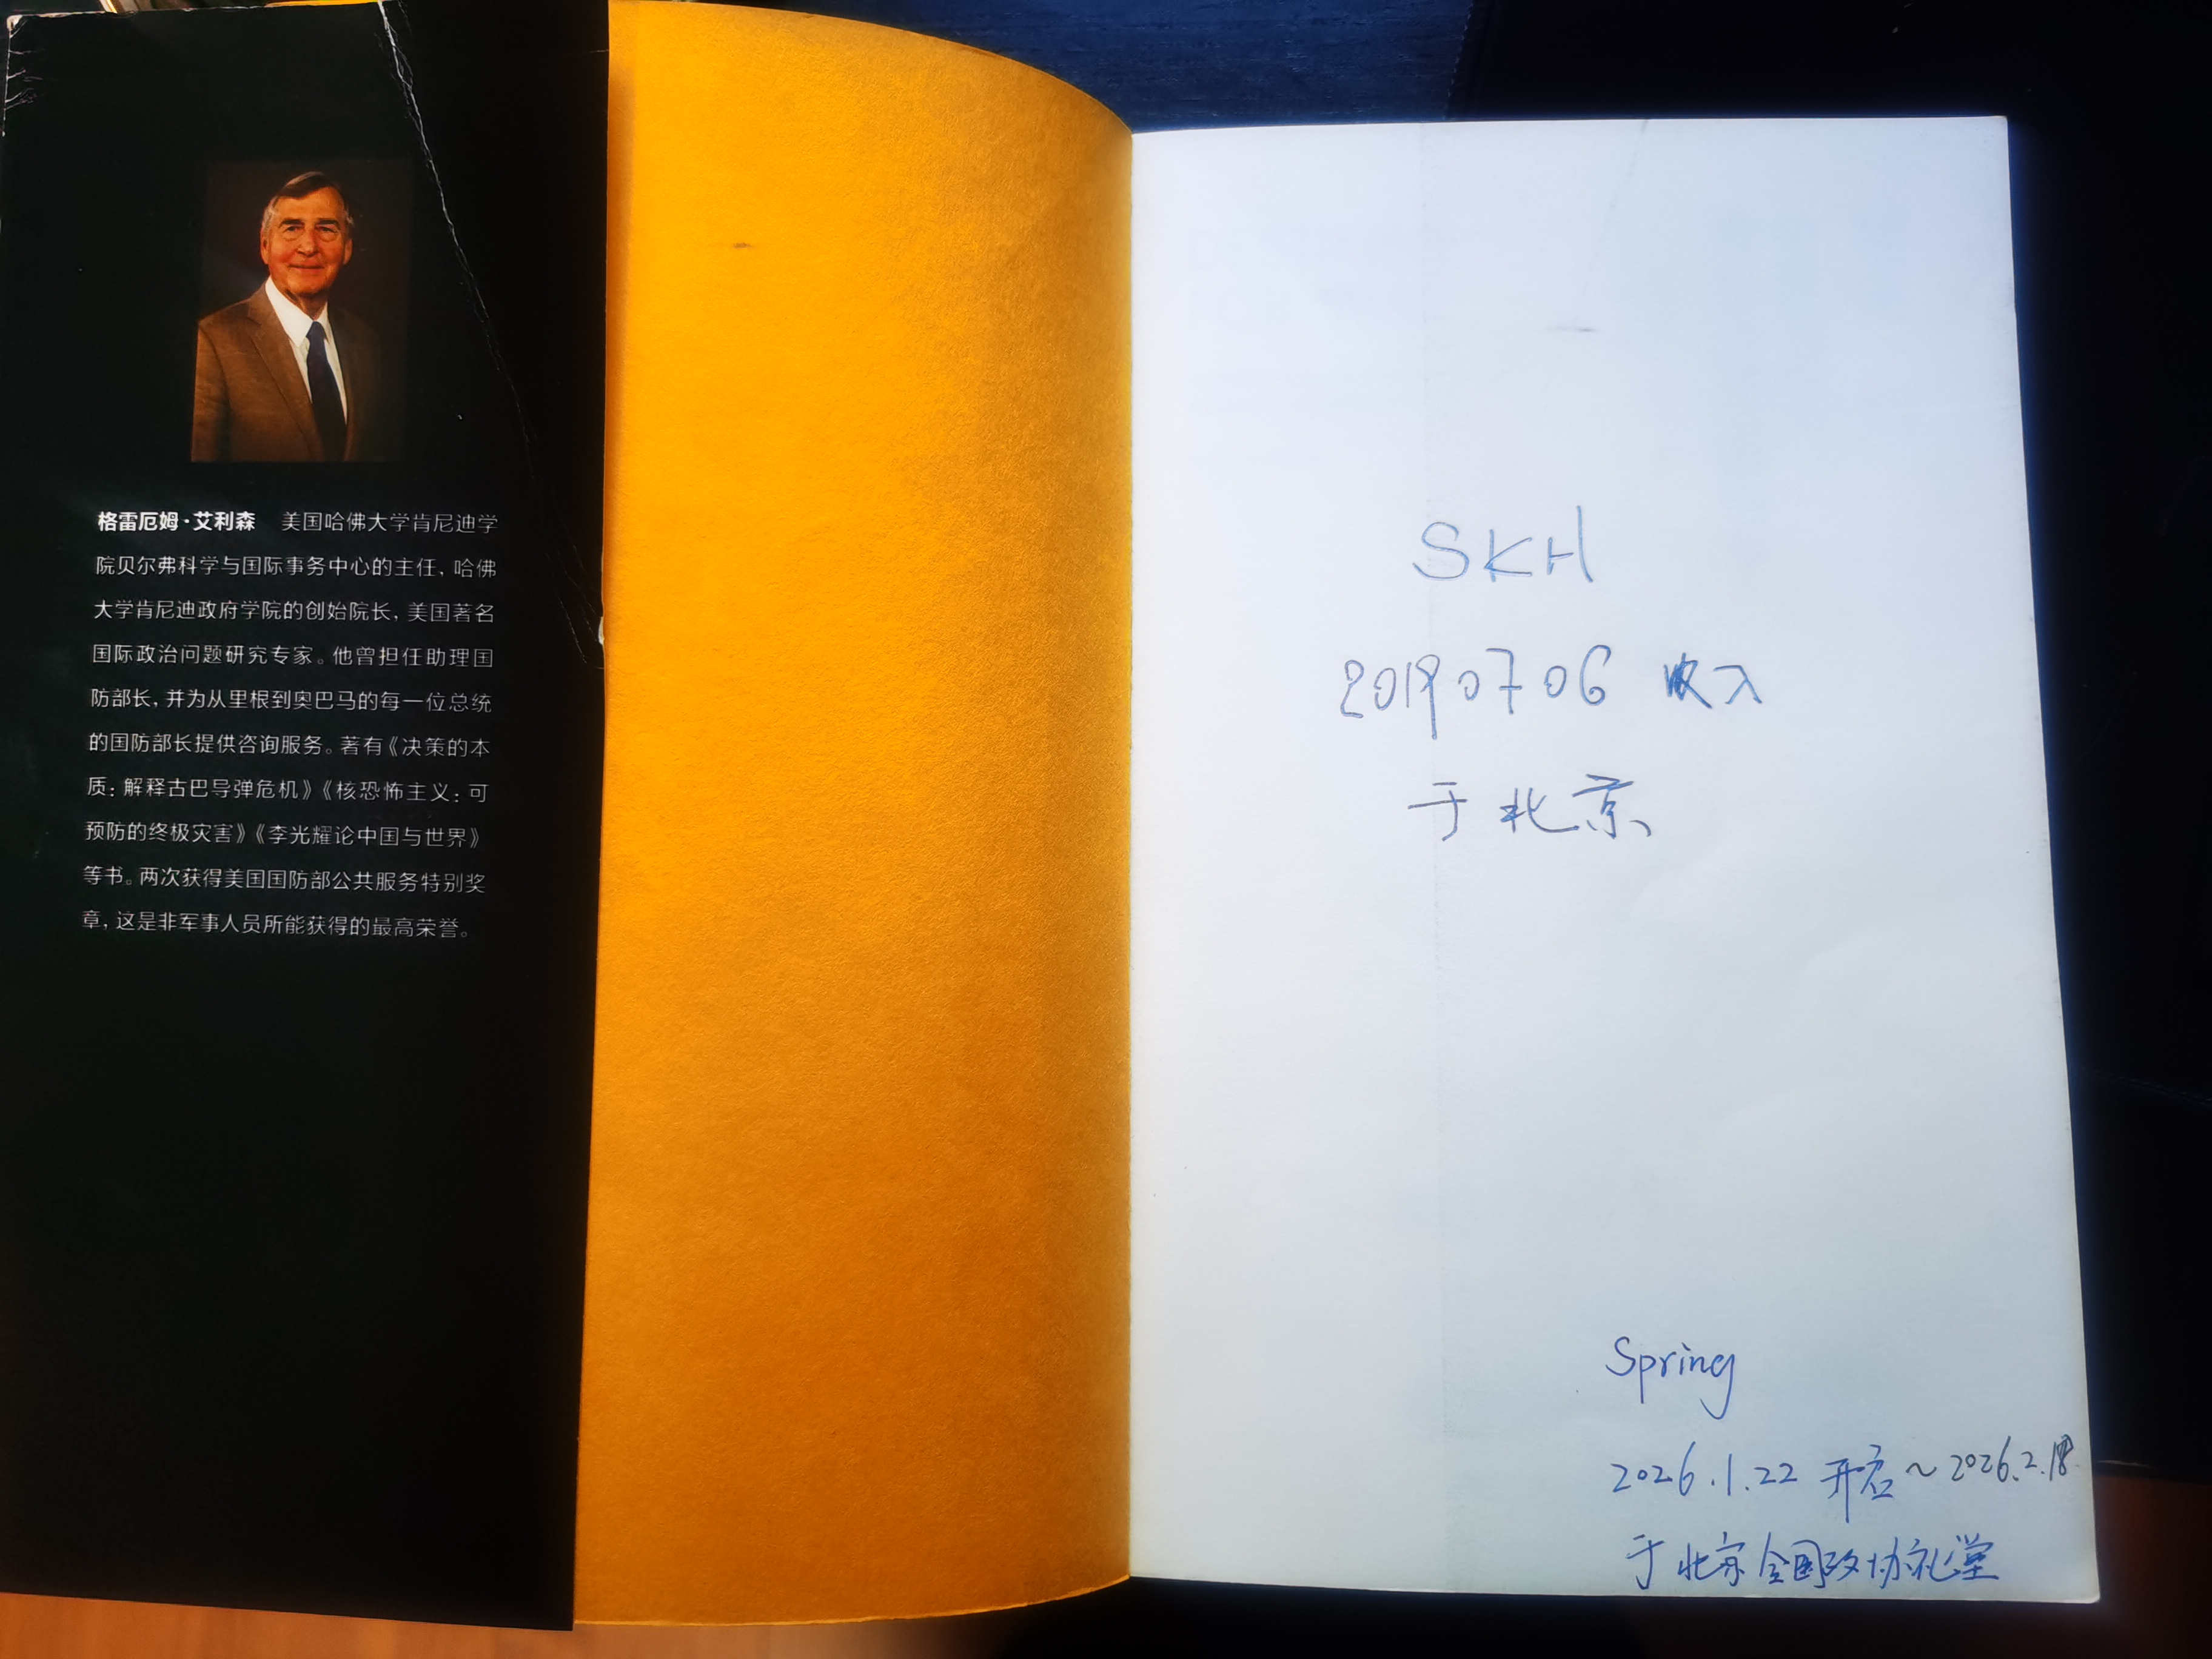 格雷厄姆·艾利森 美国哈佛大学肯尼迪学
院贝尔弗科学与国际事务中心的主任，哈佛
大学肯尼迪政府学院的创始院长，美国著名
国际政治问题研究专家。他曾担任助理国
防部长，并为从里根到奥巴马的每一位总统
的国防部长提供咨询服务。著有《决策的本
质：解释古巴导弹危机》《核恐怖主义：可
预防的终极灾害》《李光耀论中国与世界》
等书。两次获得美国国防部公共服务特别奖
章，这是非军事人员所能获得的最高荣誉。
SKH
20190706 收入
于北京
Spring
2026.1.22 开启～2026.2.18
于北京全国政协礼堂